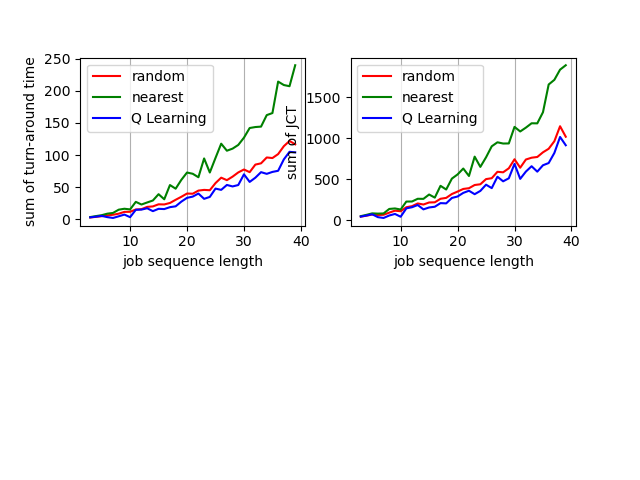 sum of turn-around time
250
200
150
100
50
0
random
nearest
Q Learning
10
20
30
40
job sequence length
sum of JCT
1500
1000
500
0
random
nearest
Q Learning
10
20
30
40
job sequence length